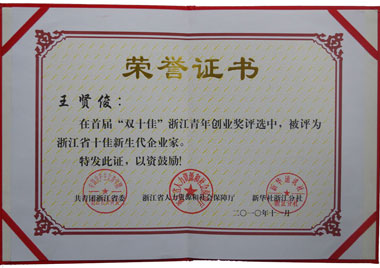 荣誉证书
王贤俊：
在首届“双十佳”浙江青年创业奖评选中，被评为
浙江省十佳新生代企业家。
特发此证，以资鼓励！
共青团浙江省委 浙江省人力资源和社会保障厅 新华社浙江分社
二〇一〇年十一月